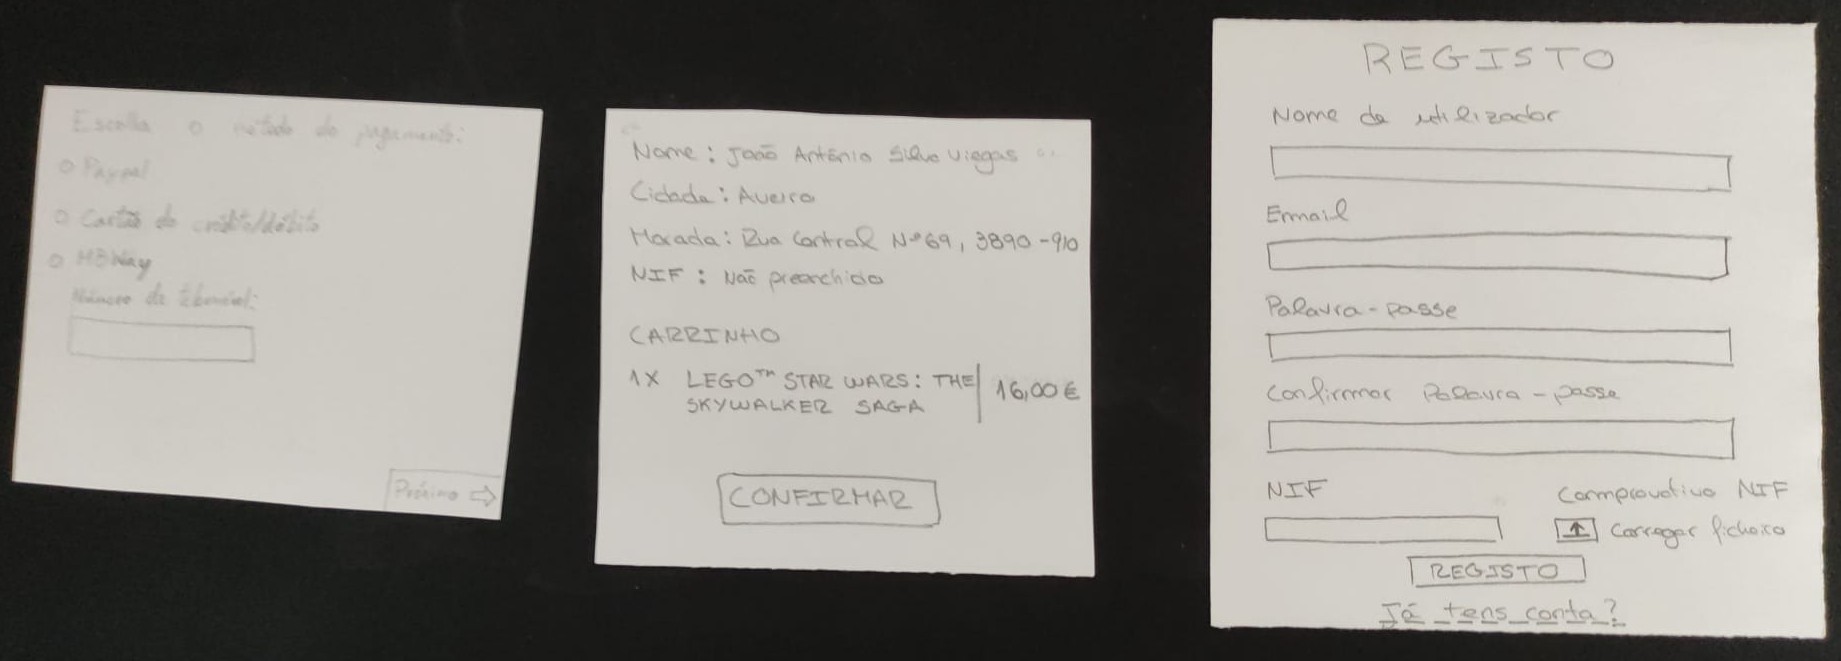 Escolha o método de pagamento:
Paypal
Cartão de crédito/débito
MBWay
Número de telemóvel:
Próximo
Nome: João António Silva Viegas
Cidade: Aveiro
Morada: Rua Central Nº69, 3890-910
NIF: Não preenchido
CARRINHO
1X LEGO™ STAR WARS: THE 16,00€
SKYWALKER SAGA
CONFIRMAR
REGISTO
Nome de utilizador
Email
Palavra-passe
Confirmar Palavra-passe
NIF Comprovativo NIF
Carregar ficheiro
REGISTO
Já tens conta?